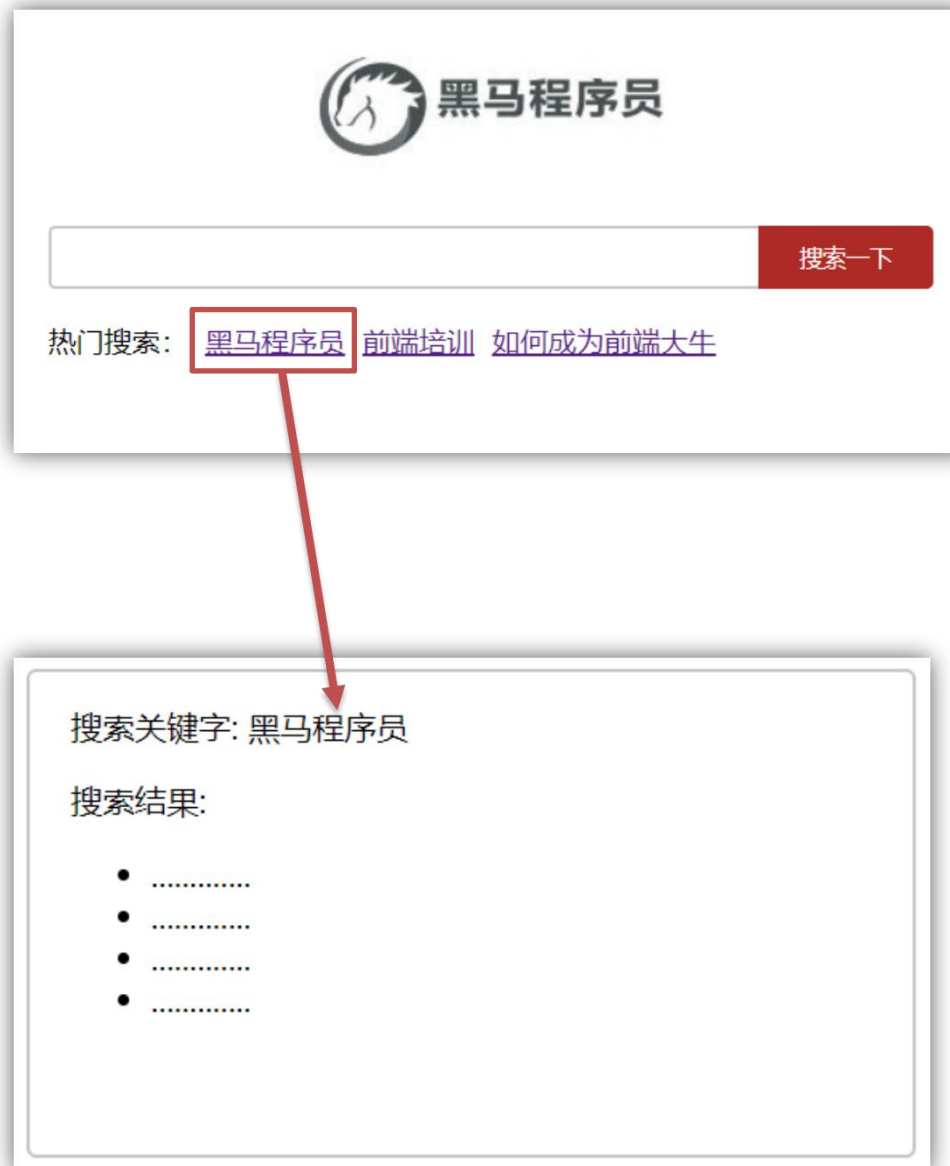 黑马程序员
搜索一下
热门搜索： 黑马程序员 前端培训 如何成为前端大牛
搜索关键字: 黑马程序员
搜索结果:
• .............
• .............
• .............
• .............